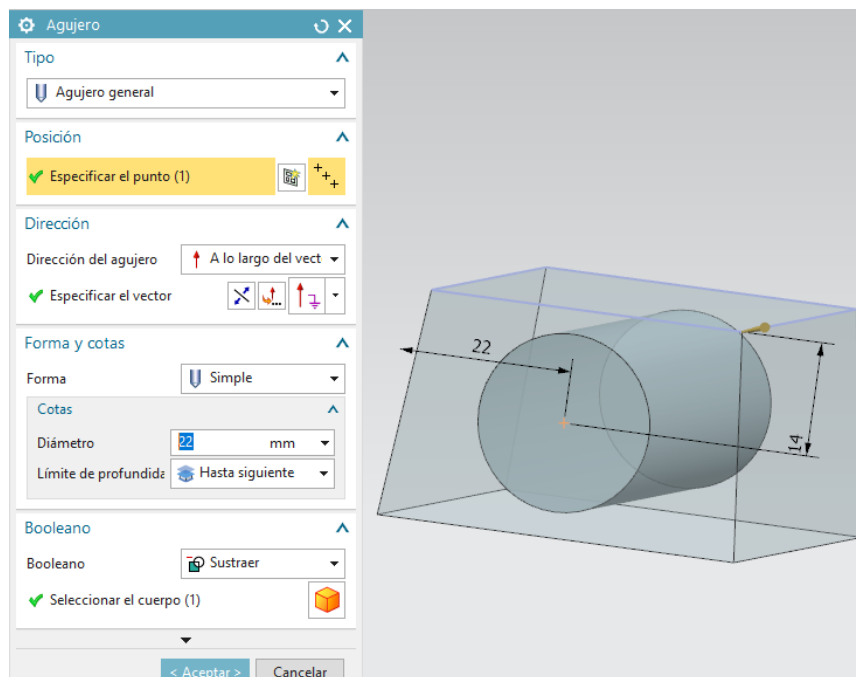 Agujero
Tipo
Agujero general
Posición
Especificar el punto (1)
Dirección
Dirección del agujero A lo largo del vect
Especificar el vector
Forma y cotas
Forma Simple
Cotas
Diámetro 22 mm
Límite de profundida Hasta siguiente
Booleano
Booleano Sustraer
Seleccionar el cuerpo (1)
< Aceptar > Cancelar
22
14